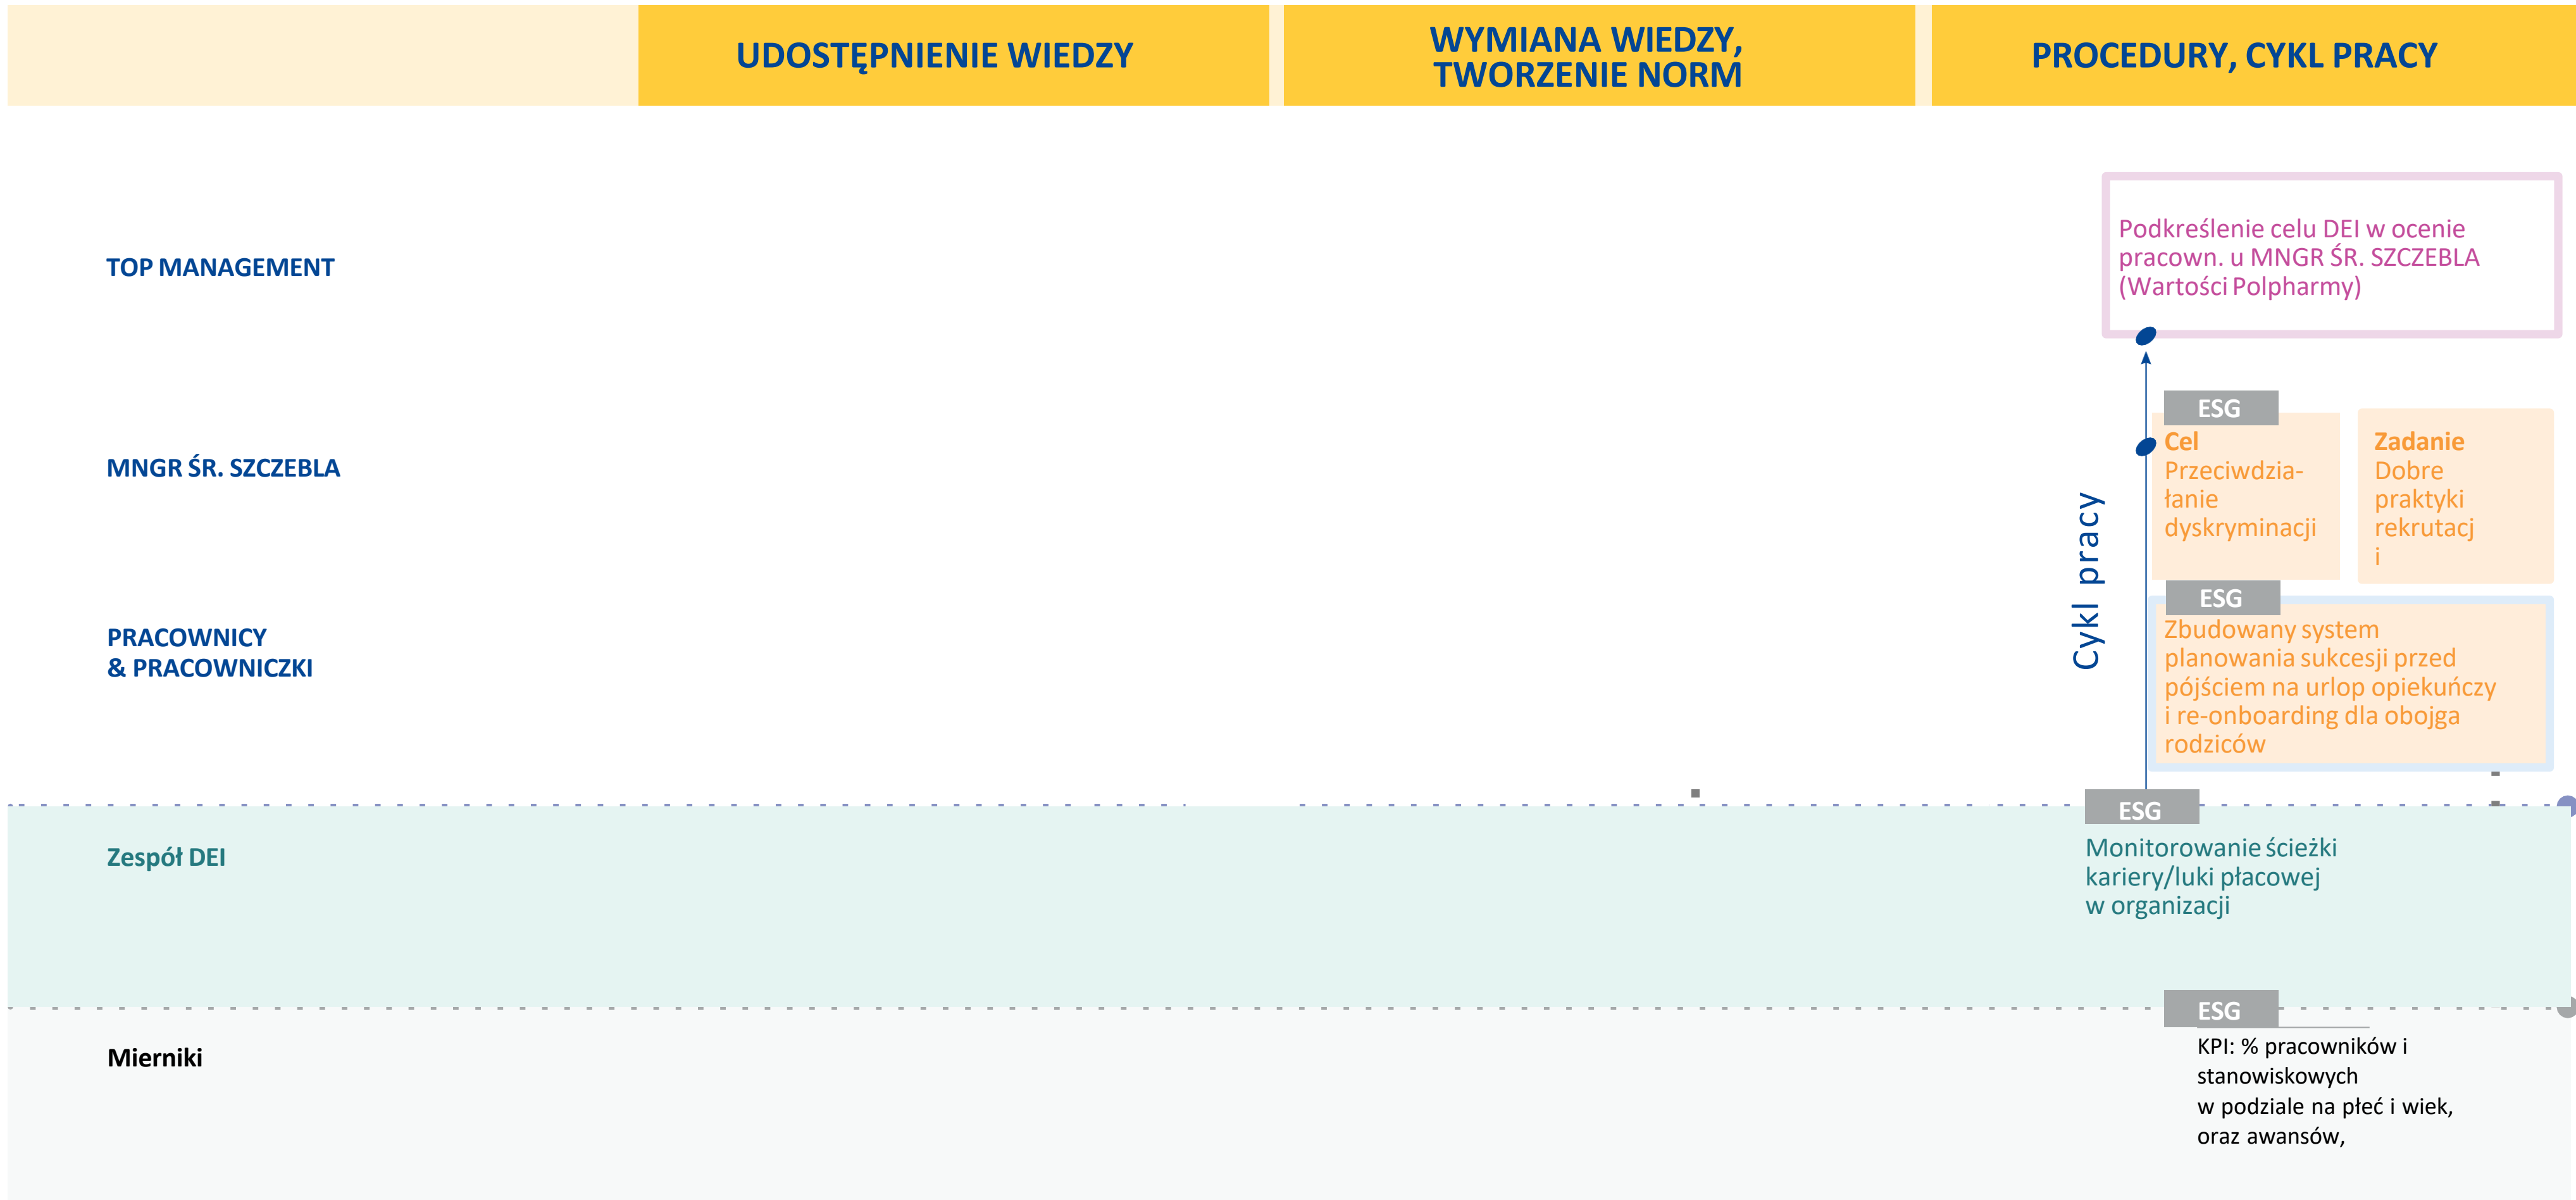 UDOSTĘPNIENIE WIEDZY
WYMIANA WIEDZY,
TWORZENIE NORM
PROCEDURY, CYKL PRACY
TOP MANAGEMENT
Podkreślenie celu DEI w ocenie
pracown. u MNGR ŚR. SZCZEBLA
(Wartości Polpharmy)
MNGR ŚR. SZCZEBLA
Cykl pracy
ESG
Cel
Przeciwdzia-
łanie
dyskryminacji
Zadanie
Dobre
praktyki
rekrutacj
i
PRACOWNICY
& PRACOWNICZKI
ESG
Zbudowany system
planowania sukcesji przed
pójściem na urlop opiekuńczy
i re-onboarding dla obojga
rodziców
Zespół DEI
ESG
Monitorowanie ścieżki
kariery/luki płacowej
w organizacji
Mierniki
ESG
KPI: % pracowników i
stanowiskowych
w podziale na płeć i wiek,
oraz awansów,